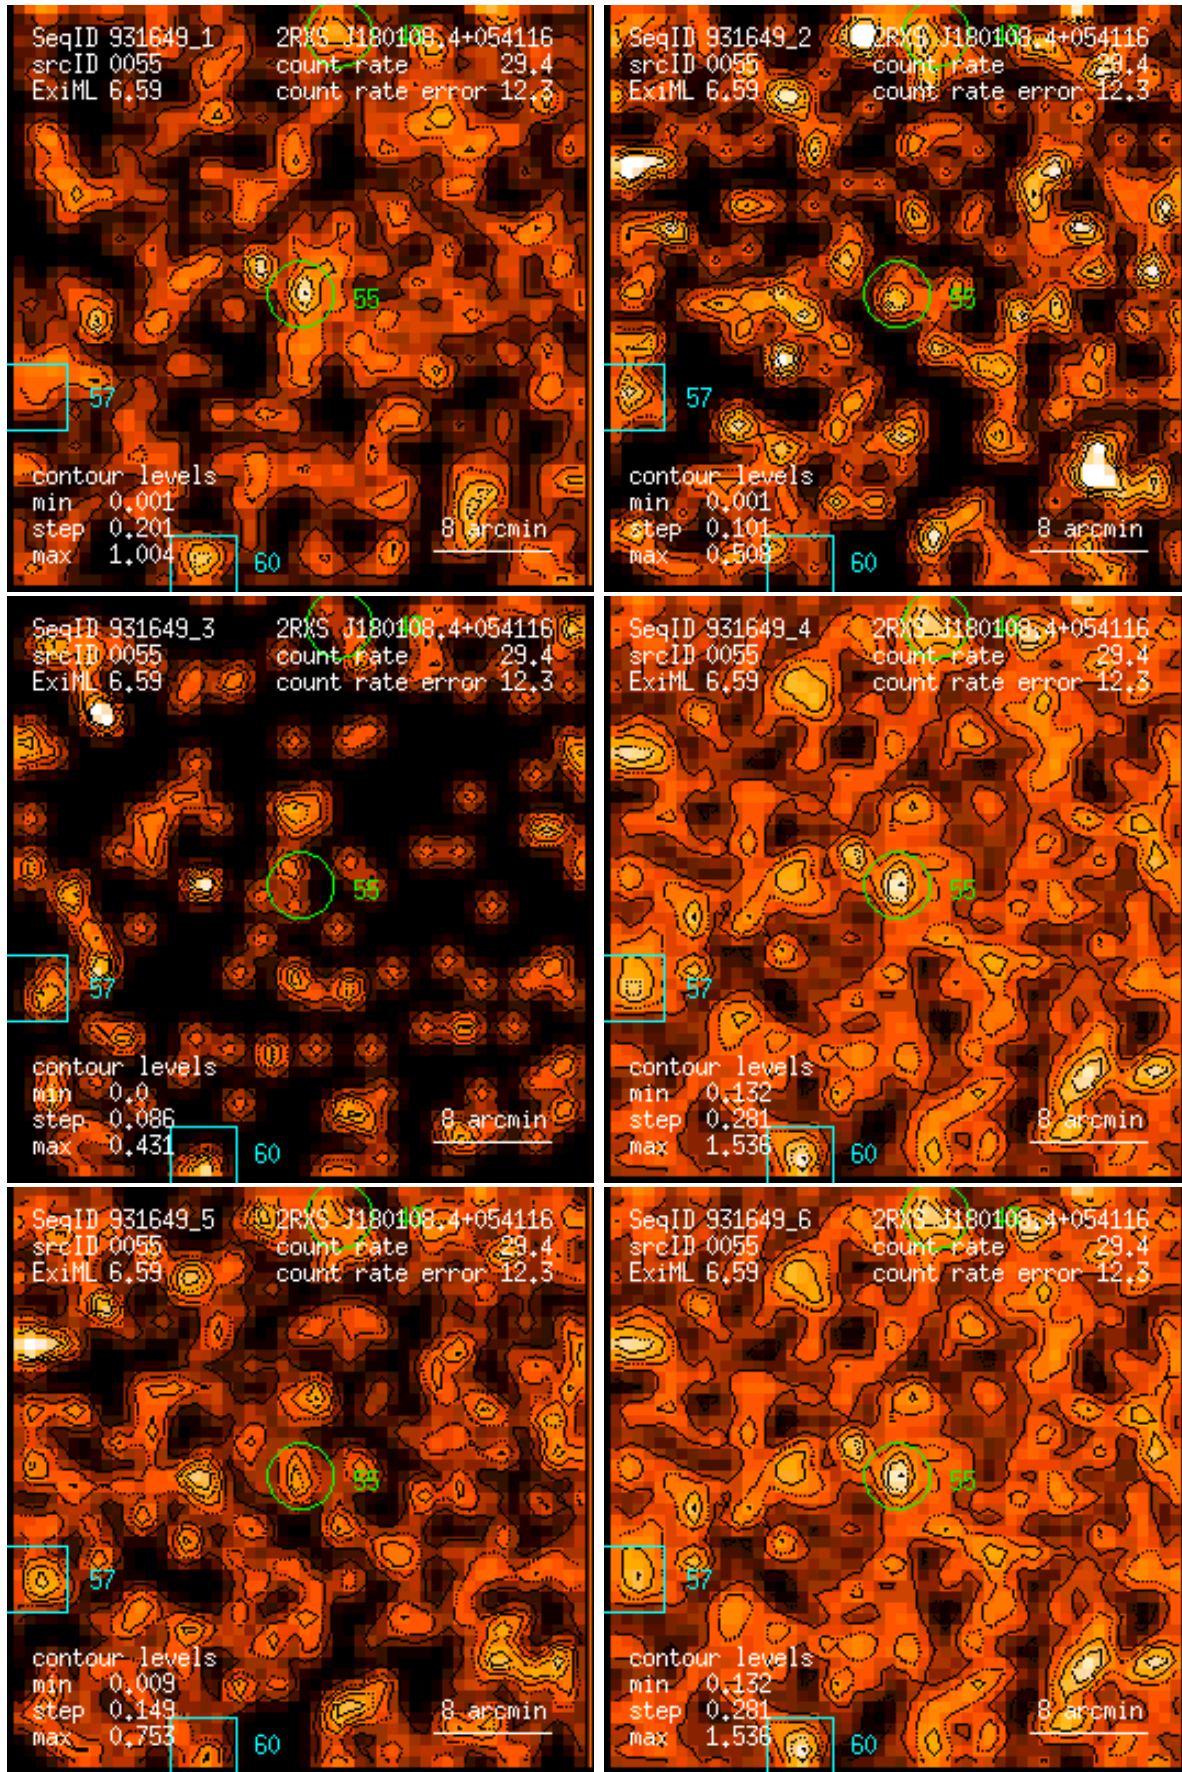 SeqID 931649_1 2RXS J180108.4+054116
srcID 0055 count rate 29.4
ExiML 6.59 count rate error 12.3
55
57
contour levels
min 0.001
step 0.201
max 1.004
8 arcmin
60
SeqID 931649_2 2RXS J180108.4+054116
srcID 0055 count rate 29.4
ExiML 6.59 count rate error 12.3
55
57
contour levels
min 0.001
step 0.101
max 0.508
8 arcmin
60
SeqID 931649_3 2RXS J180108.4+054116
srcID 0055 count rate 29.4
ExiML 6.59 count rate error 12.3
55
57
contour levels
min 0.0
step 0.086
max 0.431
8 arcmin
60
SeqID 931649_4 2RXS J180108.4+054116
srcID 0055 count rate 29.4
ExiML 6.59 count rate error 12.3
55
57
contour levels
min 0.132
step 0.281
max 1.536
8 arcmin
60
SeqID 931649_5 2RXS J180108.4+054116
srcID 0055 count rate 29.4
ExiML 6.59 count rate error 12.3
55
57
contour levels
min 0.009
step 0.149
max 0.753
8 arcmin
60
SeqID 931649_6 2RXS J180108.4+054116
srcID 0055 count rate 29.4
ExiML 6.59 count rate error 12.3
55
57
contour levels
min 0.132
step 0.281
max 1.536
8 arcmin
60